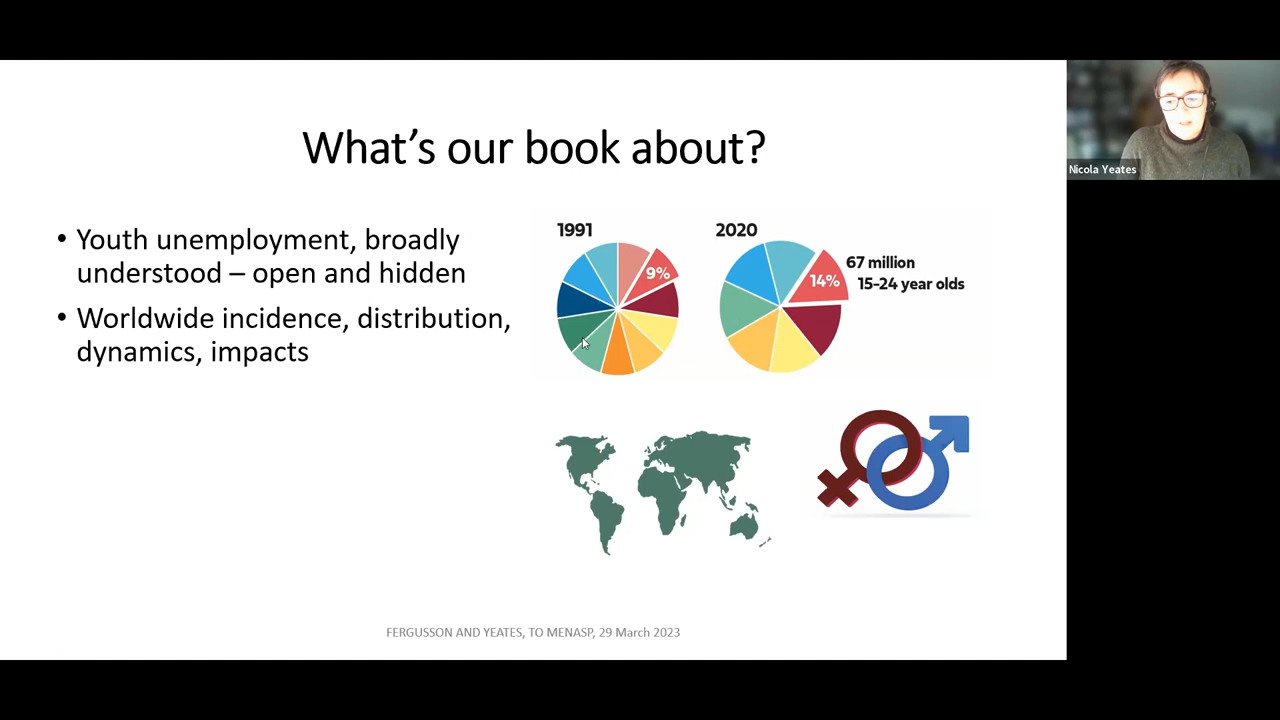 What's our book about?
• Youth unemployment, broadly
understood – open and hidden
• Worldwide incidence, distribution,
dynamics, impacts
1991
9%
2020
14%
67 million
15-24 year olds
FERGUSSON AND YEATES, TO MENASP, 29 March 2023
Nicola Yeates